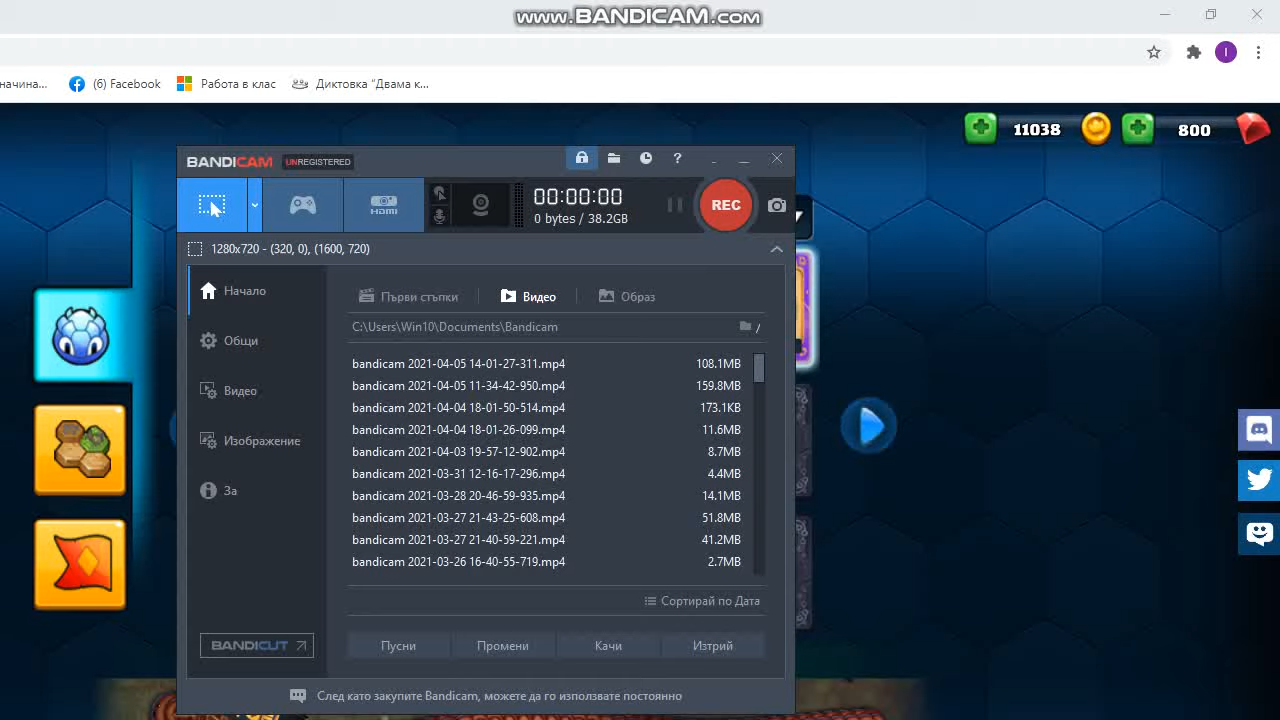 www.BANDICAM.com
начина...
(6) Facebook
Работа в клас
Диктовка "Двама к...
11038
800
BANDICAM
UNREGISTERED
?
HDMI
00:00:00
0 bytes / 38.2GB
REC
1280x720 - (320, 0), (1600, 720)
Начало
Общи
Видео
Изображение
За
BANDICUT
Първи стъпки
Видео
Образ
C:\Users\Win10\Documents\Bandicam
/
bandicam 2021-04-05 14-01-27-311.mp4 108.1MB
bandicam 2021-04-05 11-34-42-950.mp4 159.8MB
bandicam 2021-04-04 18-01-50-514.mp4 173.1KB
bandicam 2021-04-04 18-01-26-099.mp4 11.6MB
bandicam 2021-04-03 19-57-12-902.mp4 8.7MB
bandicam 2021-03-31 12-16-17-296.mp4 4.4MB
bandicam 2021-03-28 20-46-59-935.mp4 14.1MB
bandicam 2021-03-27 21-43-25-608.mp4 51.8MB
bandicam 2021-03-27 21-40-59-221.mp4 41.2MB
bandicam 2021-03-26 16-40-55-719.mp4 2.7MB
Сортирай по Дата
Пусни
Промени
Качи
Изтрий
След като закупите Bandicam, можете да го използвате постоянно
I